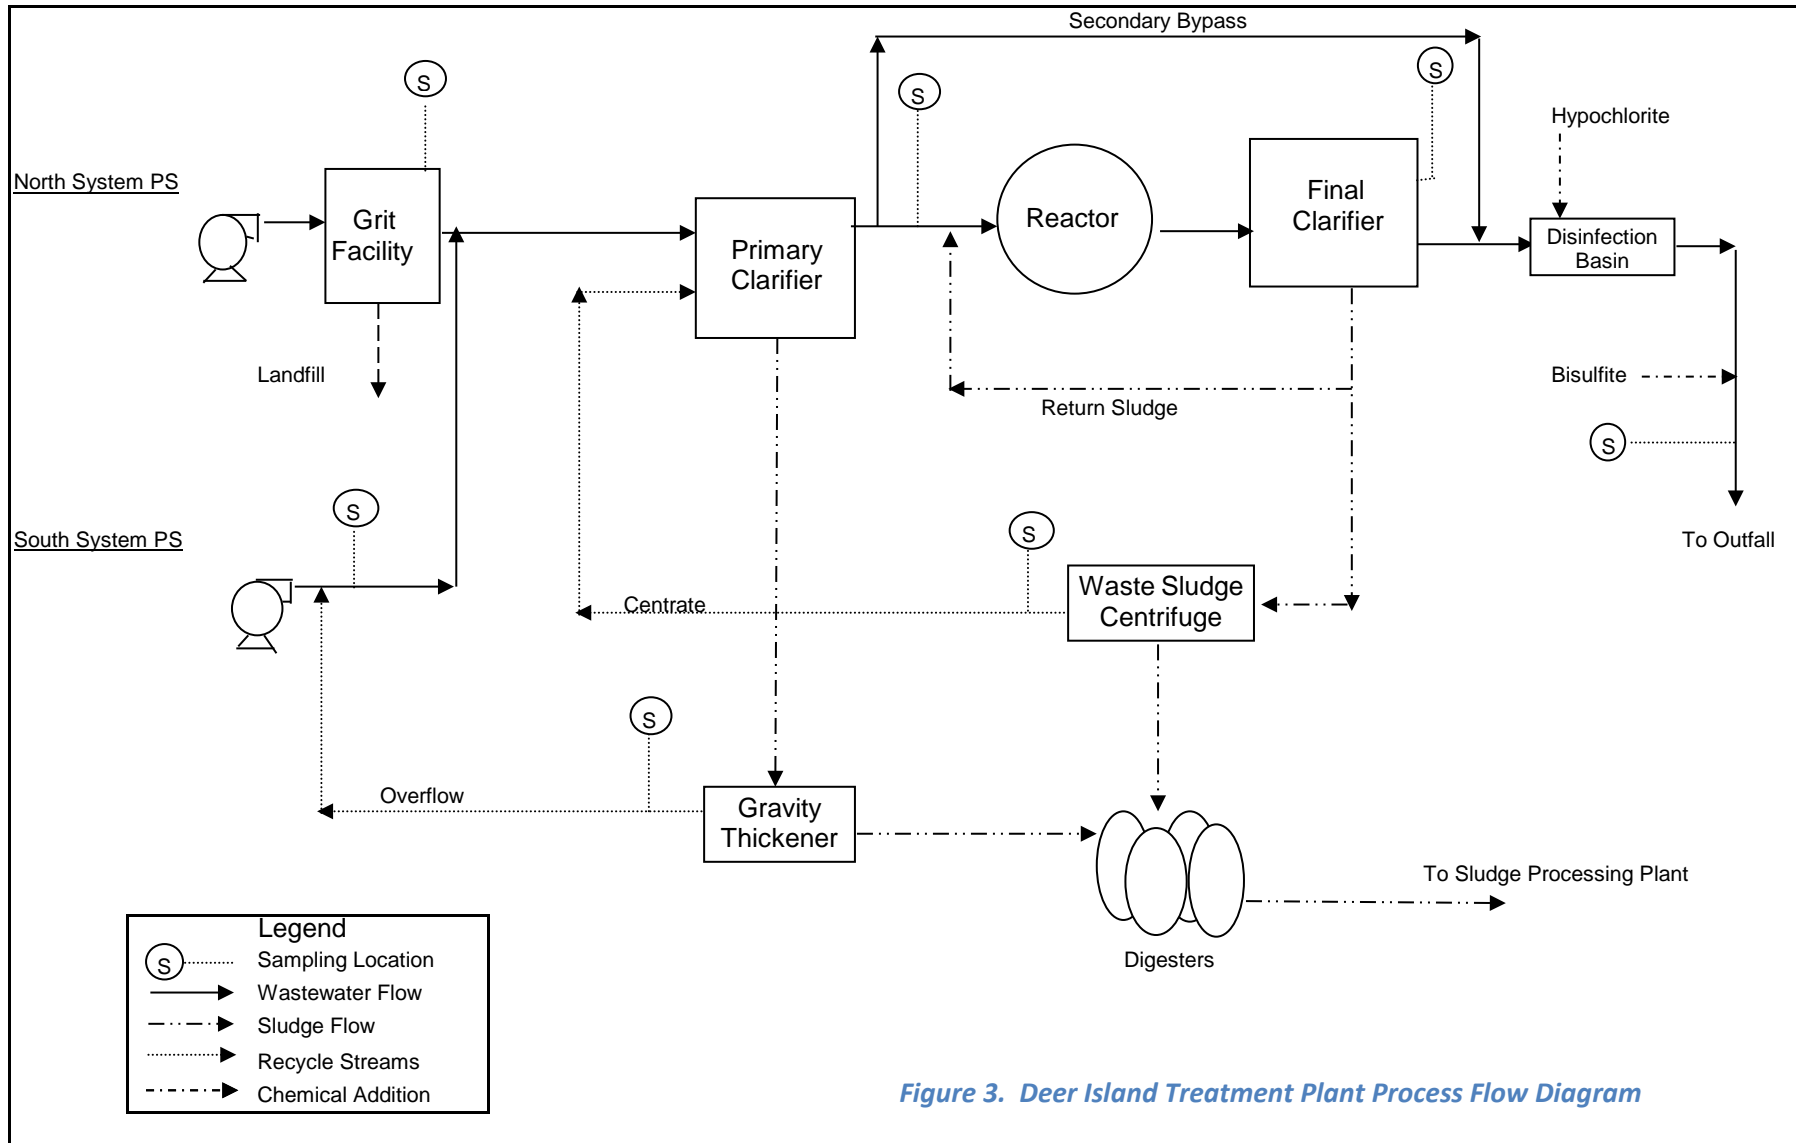 Secondary Bypass
S
S
S
Hypochlorite
North System PS
Grit
Facility
Primary
Clarifier
Reactor
Final
Clarifier
Disinfection
Basin
Landfill
Return Sludge
Bisulfite
S
S
South System PS
S
To Outfall
Centrate
Waste Sludge
Centrifuge
S
Overflow
Gravity
Thickener
To Sludge Processing Plant
Digesters
Legend
S
Sampling Location
Wastewater Flow
Sludge Flow
Recycle Streams
Chemical Addition
Figure 3. Deer Island Treatment Plant Process Flow Diagram